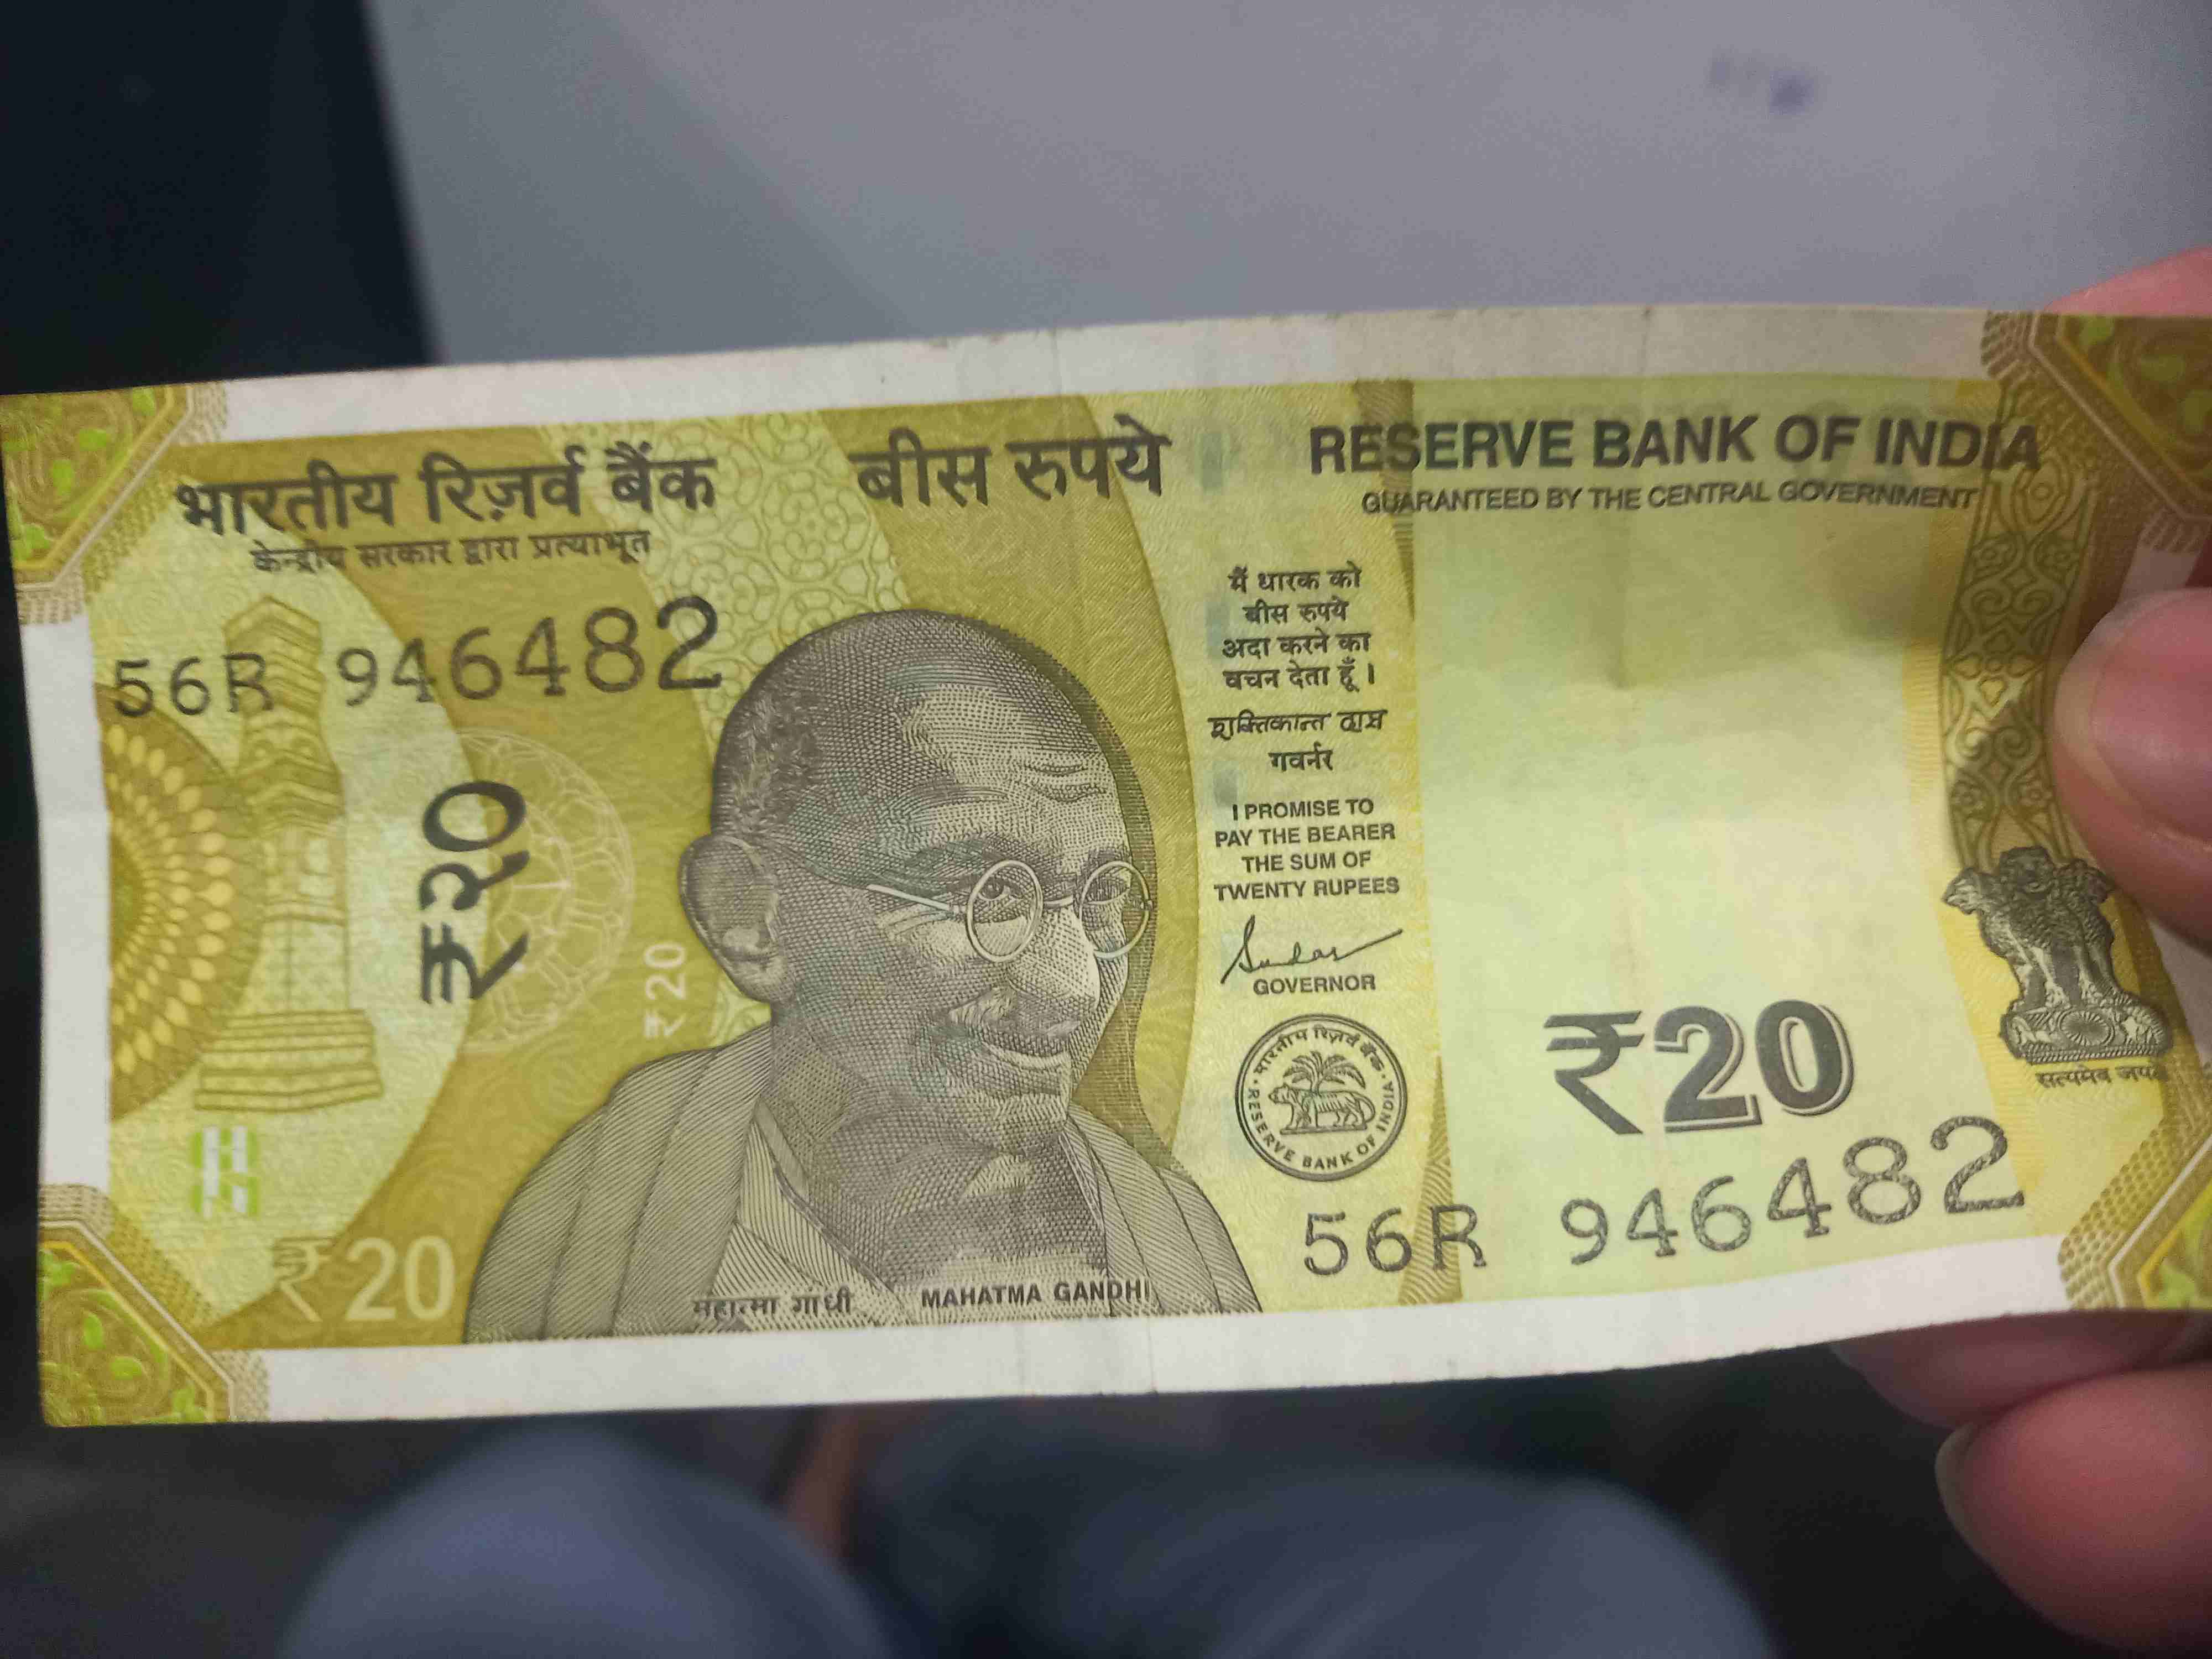 भारतीय रिज़र्व बैंक
केन्द्रीय सरकार द्वारा प्रत्याभूत
बीस रुपये
RESERVE BANK OF INDIA
GUARANTEED BY THE CENTRAL GOVERNMENT
56R 946482
₹२०
₹20
₹20
मैं धारक को
बीस रुपये
अदा करने का
वचन देता हूँ ।
शक्तिकान्त दास
गवर्नर
I PROMISE TO
PAY THE BEARER
THE SUM OF
TWENTY RUPEES
GOVERNOR
भारतीय रिज़र्व बैंक
RESERVE BANK OF INDIA
महात्मा गांधी
MAHATMA GANDHI
₹20
सत्यमेव जयते
56R 946482